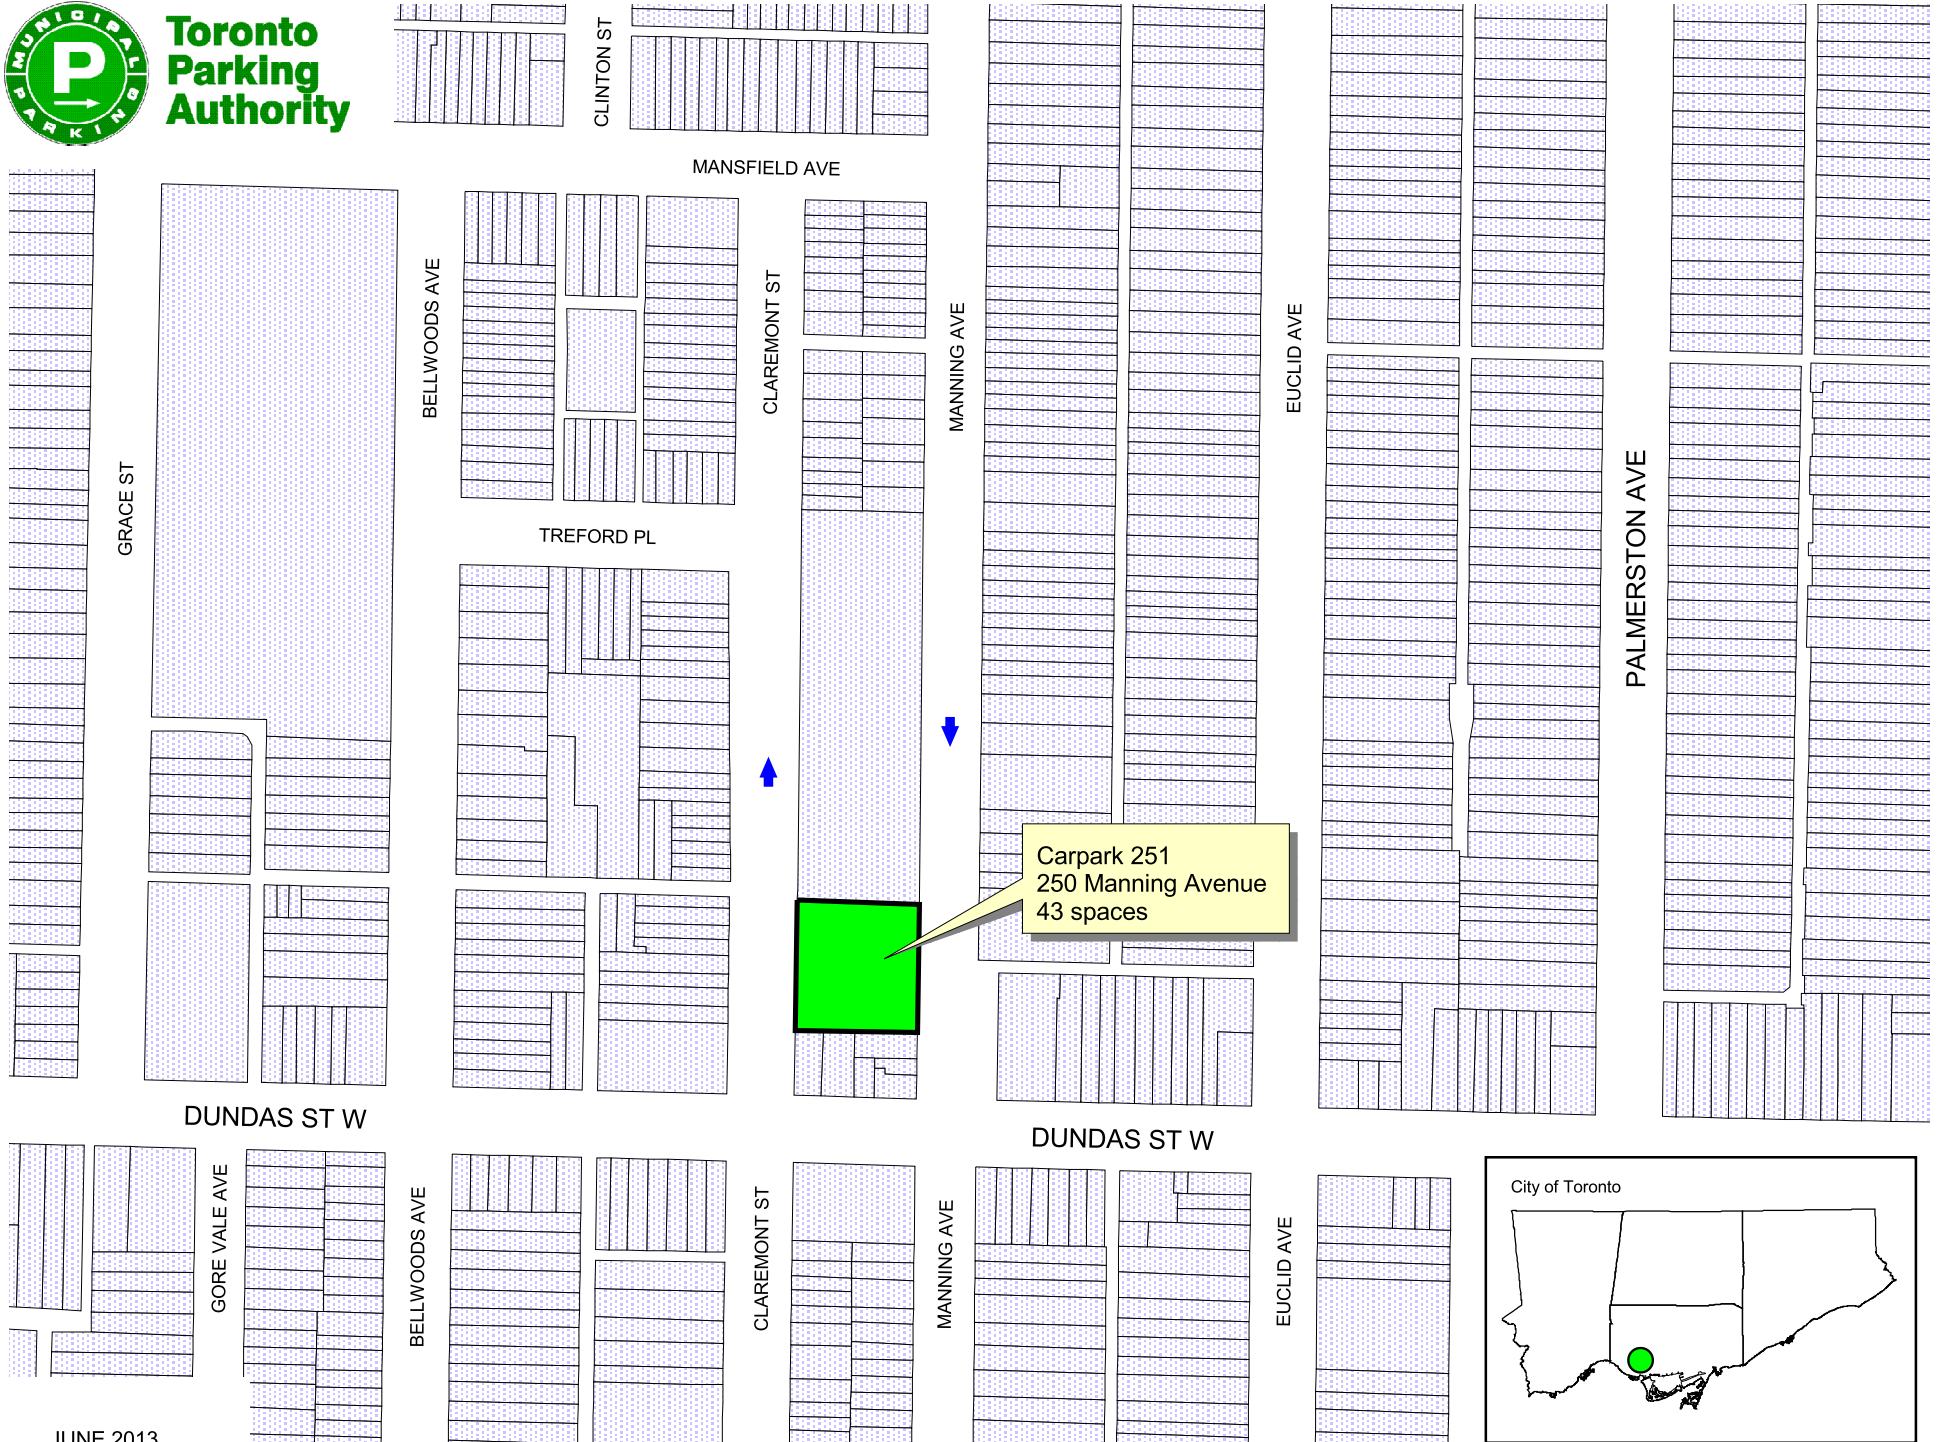 MUNICIPAL
PARKING
P
Toronto
Parking
Authority
CLINTON ST
MANSFIELD AVE
BELLWOODS AVE
CLAREMONT ST
MANNING AVE
EUCLID AVE
GRACE ST
PALMERSTON AVE
TREFORD PL
Carpark 251
250 Manning Avenue
43 spaces
DUNDAS ST W
DUNDAS ST W
GORE VALE AVE
BELLWOODS AVE
CLAREMONT ST
MANNING AVE
EUCLID AVE
City of Toronto
JUNE 2013